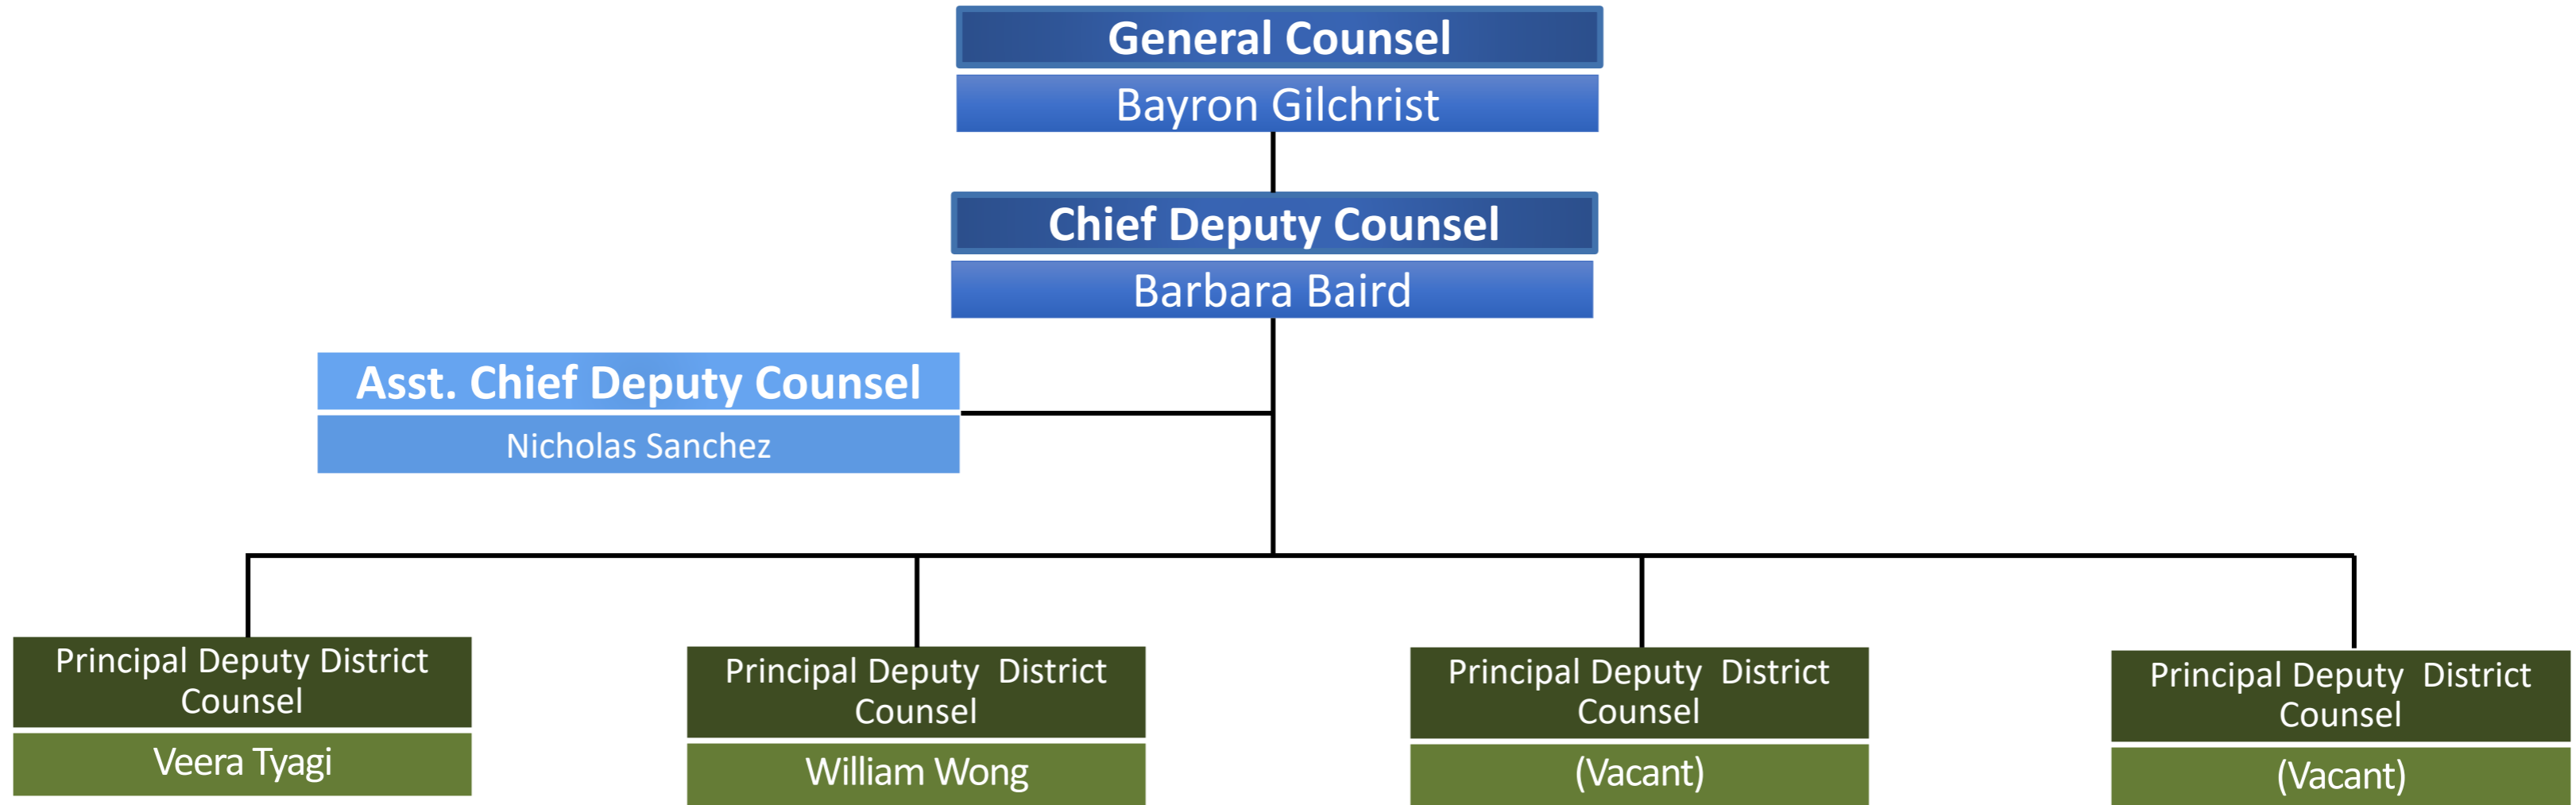 General Counsel
Bayron Gilchrist
Chief Deputy Counsel
Barbara Baird
Asst. Chief Deputy Counsel
Nicholas Sanchez
Principal Deputy District
Counsel
Veera Tyagi
Principal Deputy District
Counsel
William Wong
Principal Deputy District
Counsel
(Vacant)
Principal Deputy District
Counsel
(Vacant)